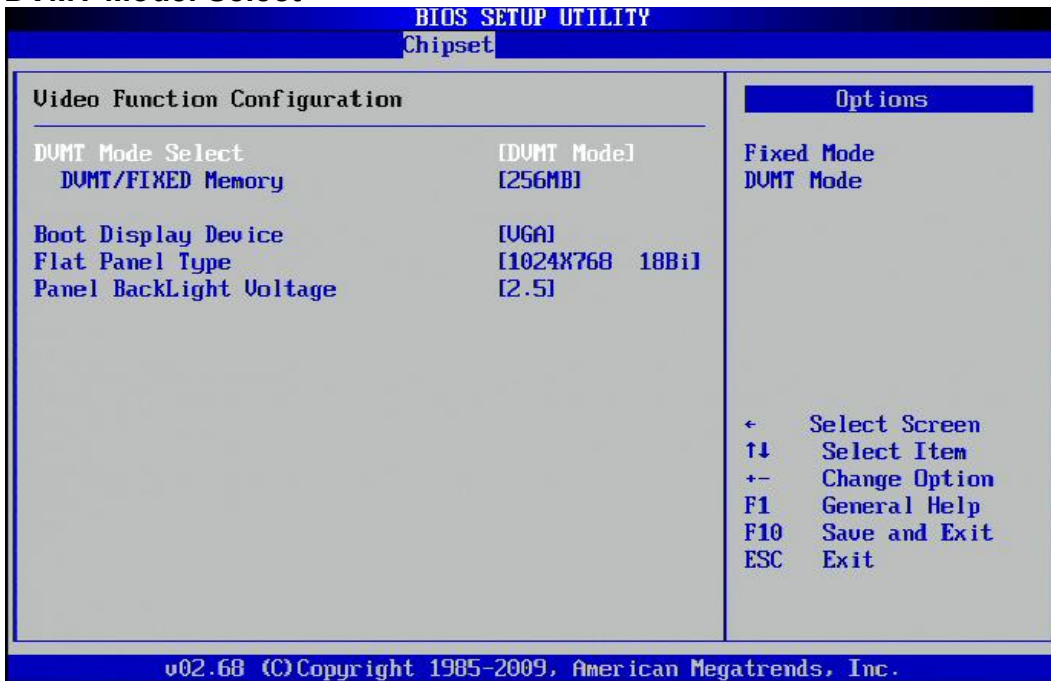 BIOS SETUP UTILITY
Chipset
Video Function Configuration
DVMT Mode Select [DVMT Mode]
DVMT/FIXED Memory [256MB]
Boot Display Device [VGA]
Flat Panel Type [1024X768 18Bi]
Panel BackLight Voltage [2.5]
Options
Fixed Mode
DVMT Mode
← Select Screen
↑↓ Select Item
+- Change Option
F1 General Help
F10 Save and Exit
ESC Exit
v02.68 (C)Copyright 1985-2009, American Megatrends, Inc.